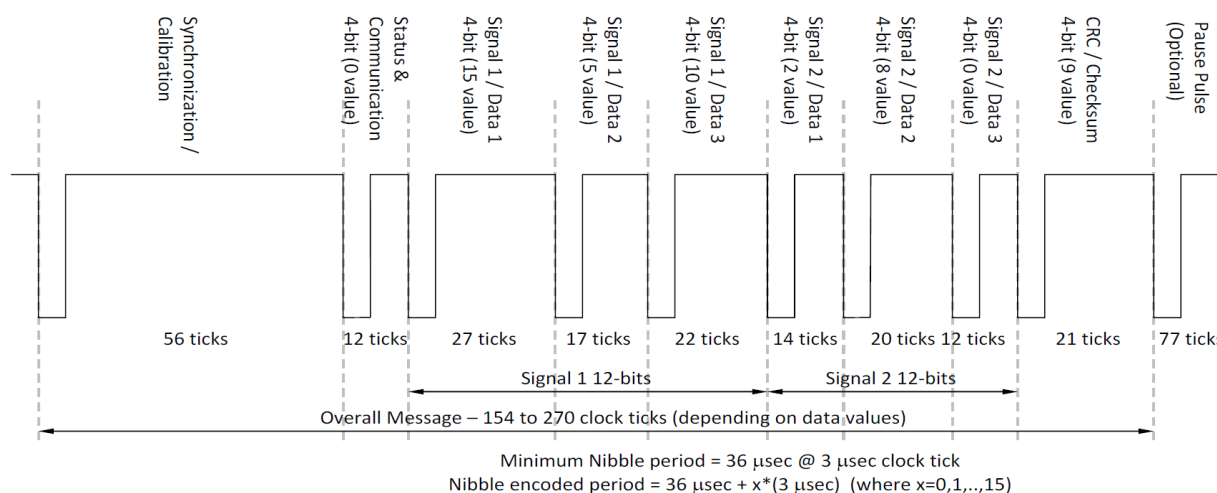 Synchronization /
Calibration
Status &
Communication
4-bit (0 value)
Signal 1 / Data 1
4-bit (15 value)
Signal 1 / Data 2
4-bit (5 value)
Signal 1 / Data 3
4-bit (10 value)
Signal 2 / Data 1
4-bit (2 value)
Signal 2 / Data 2
4-bit (8 value)
Signal 2 / Data 3
4-bit (0 value)
CRC / Checksum
4-bit (9 value)
Pause Pulse
(Optional)
56 ticks
12 ticks
27 ticks
17 ticks
22 ticks
14 ticks
20 ticks
12 ticks
21 ticks
77 ticks
Signal 1 12-bits
Signal 2 12-bits
Overall Message – 154 to 270 clock ticks (depending on data values)
Minimum Nibble period = 36 μsec @ 3 μsec clock tick
Nibble encoded period = 36 μsec + x*(3 μsec) (where x=0,1,..,15)